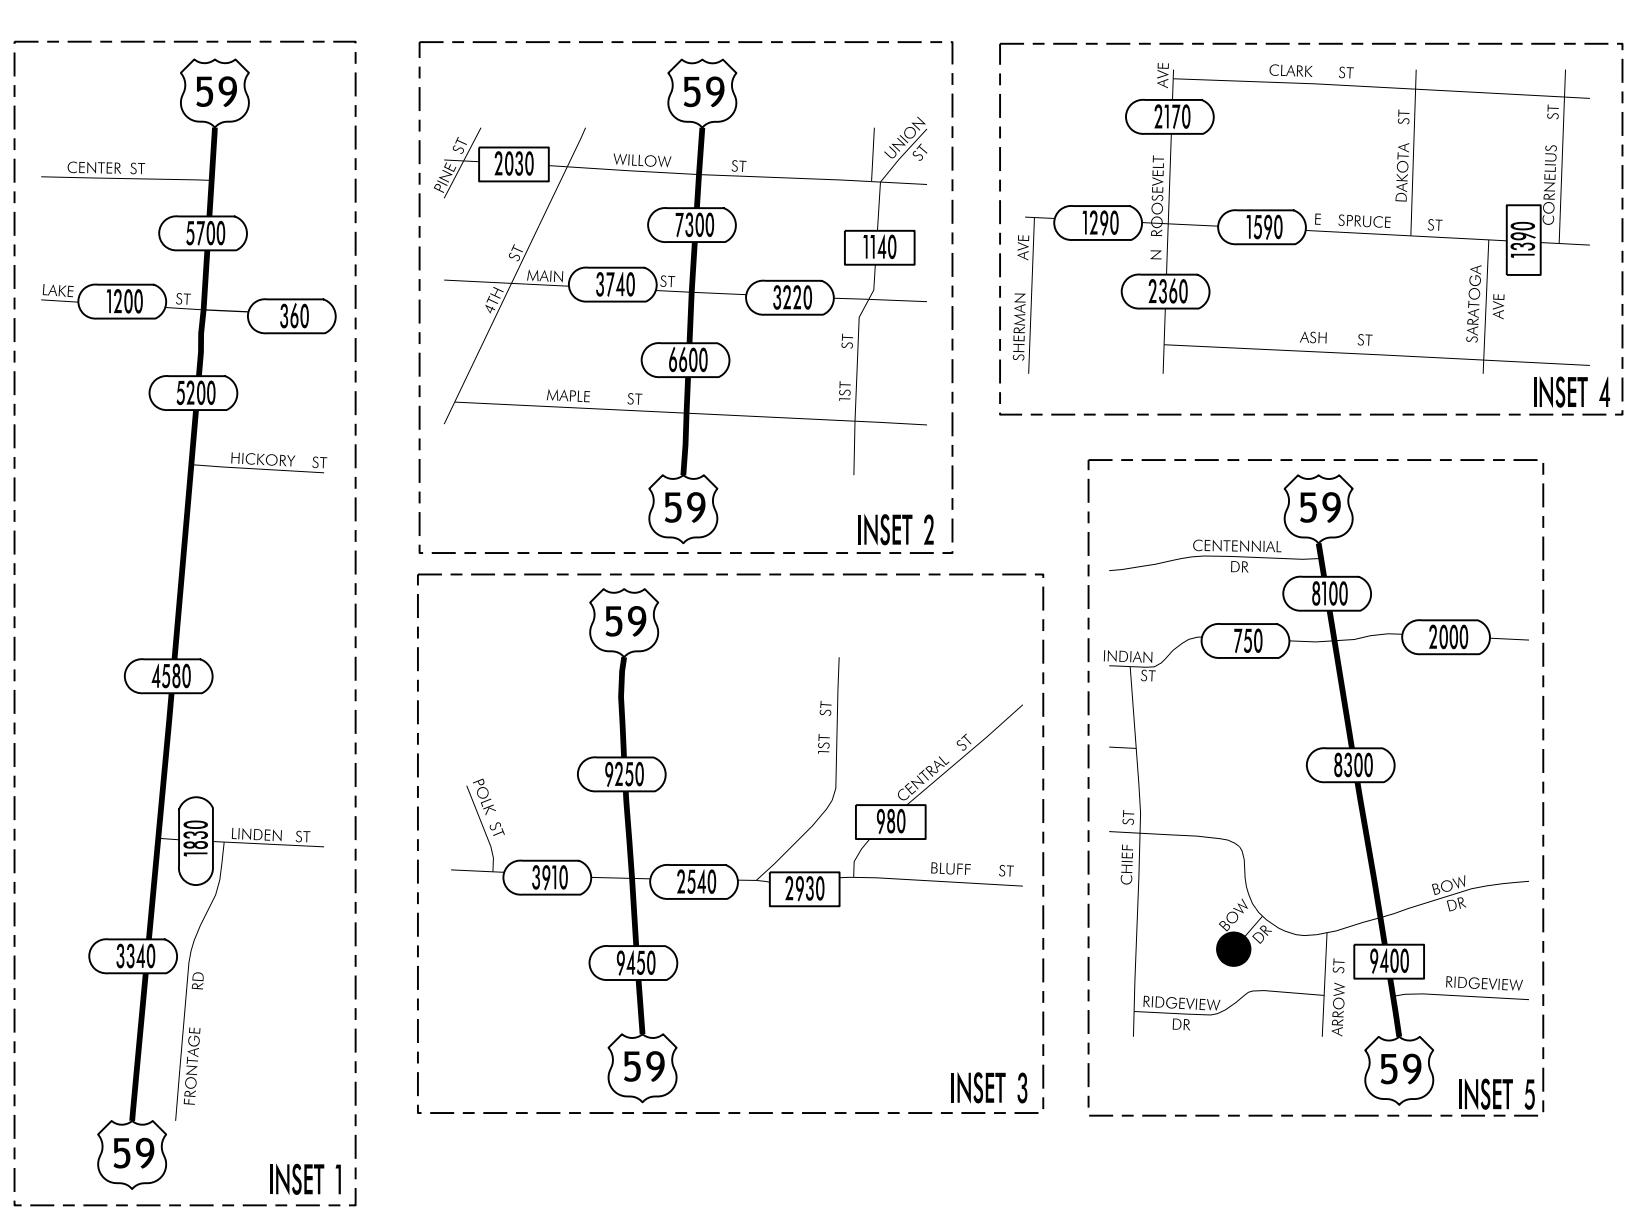 59
CENTER ST
5700
LAKE
1200
ST
360
5200
HICKORY ST
4580
1830
LINDEN ST
3340
FRONTAGE RD
59
INSET 1
59
PINE ST
2030
WILLOW ST
UNION ST
7300
1140
4TH ST
MAIN
3740
ST
3220
6600
1ST ST
MAPLE ST
59
INSET 2
59
9250
1ST ST
CENTRAL ST
POLK ST
980
3910
2540
2930
BLUFF ST
9450
59
INSET 3
AVE
CLARK ST
2170
N ROOSEVELT
DAKOTA ST
CORNELIUS ST
1290
1590
E SPRUCE ST
1390
SHERMAN AVE
2360
SARATOGA AVE
ASH ST
INSET 4
59
CENTENNIAL
DR
8100
750
2000
INDIAN
ST
8300
CHIEF ST
BOW
DR
BOW
DR
9400
ARROW ST
RIDGEVIEW
DR
RIDGEVIEW
59
INSET 5